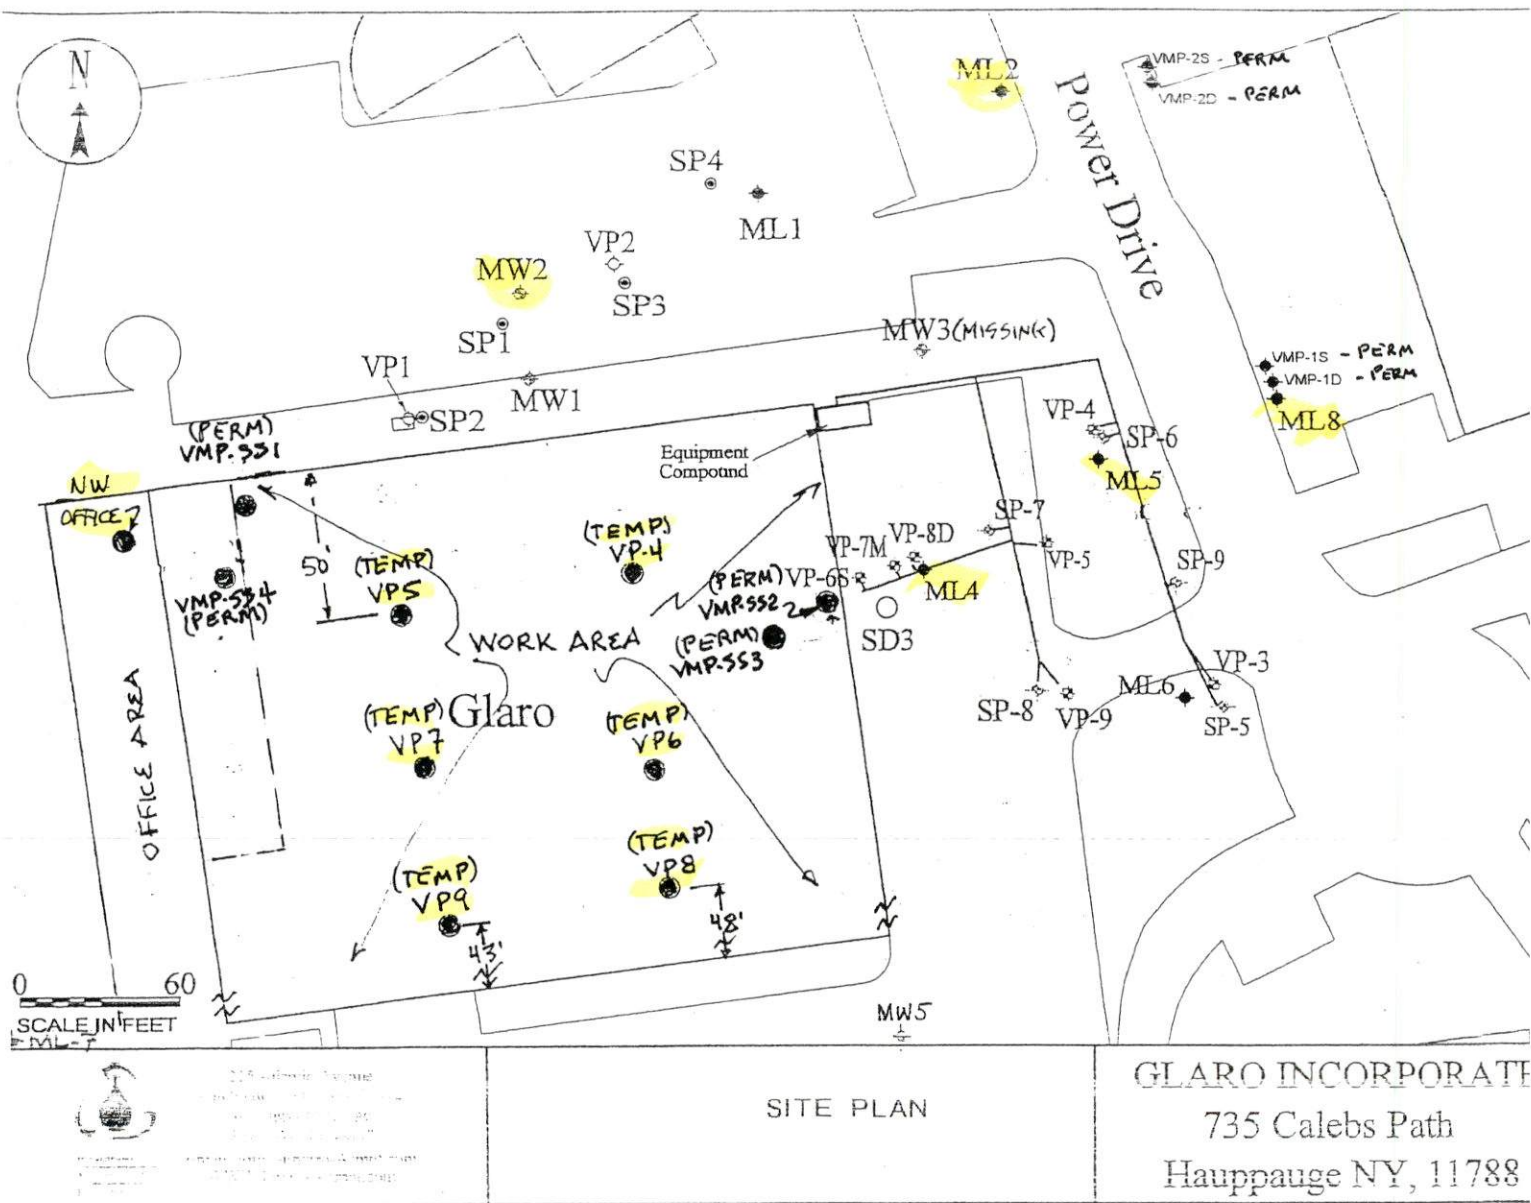 N
ML2
VMP-2S - PERM
VMP-2D - PERM
Power Drive
SP4
ML1
VP2
MW2
SP3
SP1
MW3 (MISSINK)
VP1
MW1
SP2
VMP-1S - PERM
VMP-1D - PERM
ML8
(PERM)
VMP-SS1
Equipment
Compound
VP-4
SP-6
ML5
NW
OFFICE
50'
(TEMP)
VP5
(TEMP)
VP-4
SP-7
VP-7M
VP-8D
VP-5
VP-6S
ML4
SP-9
VMP-SS4
(PERM)
(PERM)
VMP-SS2
SD3
WORK AREA
(PERM)
VMP-SS3
OFFICE AREA
(TEMP)
VP7
Glaro
(TEMP)
VP6
SP-8
VP-9
ML6
VP-3
SP-5
(TEMP)
VP8
(TEMP)
VP9
48'
43'
0 60
SCALE IN FEET
ML-7
MW5
SITE PLAN
GLARO INCORPORATE
735 Calebs Path
Hauppauge NY, 11788